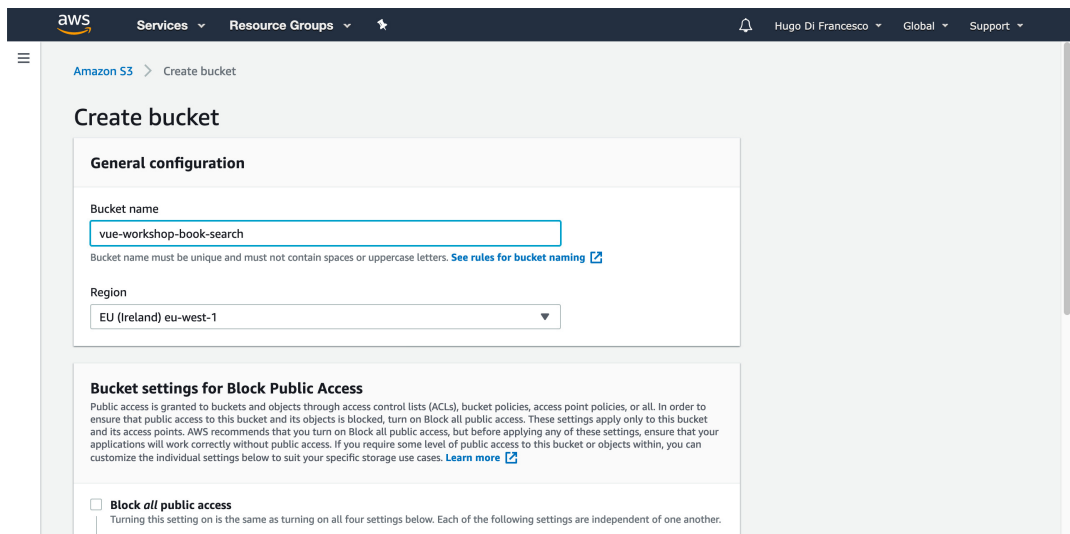 aws Services Resource Groups Hugo Di Francesco Global Support
Amazon S3 Create bucket
Create bucket
General configuration
Bucket name
vue-workshop-book-search
Bucket name must be unique and must not contain spaces or uppercase letters. See rules for bucket naming
Region
EU (Ireland) eu-west-1
Bucket settings for Block Public Access
Public access is granted to buckets and objects through access control lists (ACLs), bucket policies, access point policies, or all. In order to
ensure that public access to this bucket and its objects is blocked, turn on Block all public access. These settings apply only to this bucket
and its access points. AWS recommends that you turn on Block all public access, but before applying any of these settings, ensure that your
applications will work correctly without public access. If you require some level of public access to this bucket or objects within, you can
customize the individual settings below to suit your specific storage use cases. Learn more
Block all public access
Turning this setting on is the same as turning on all four settings below. Each of the following settings are independent of one another.